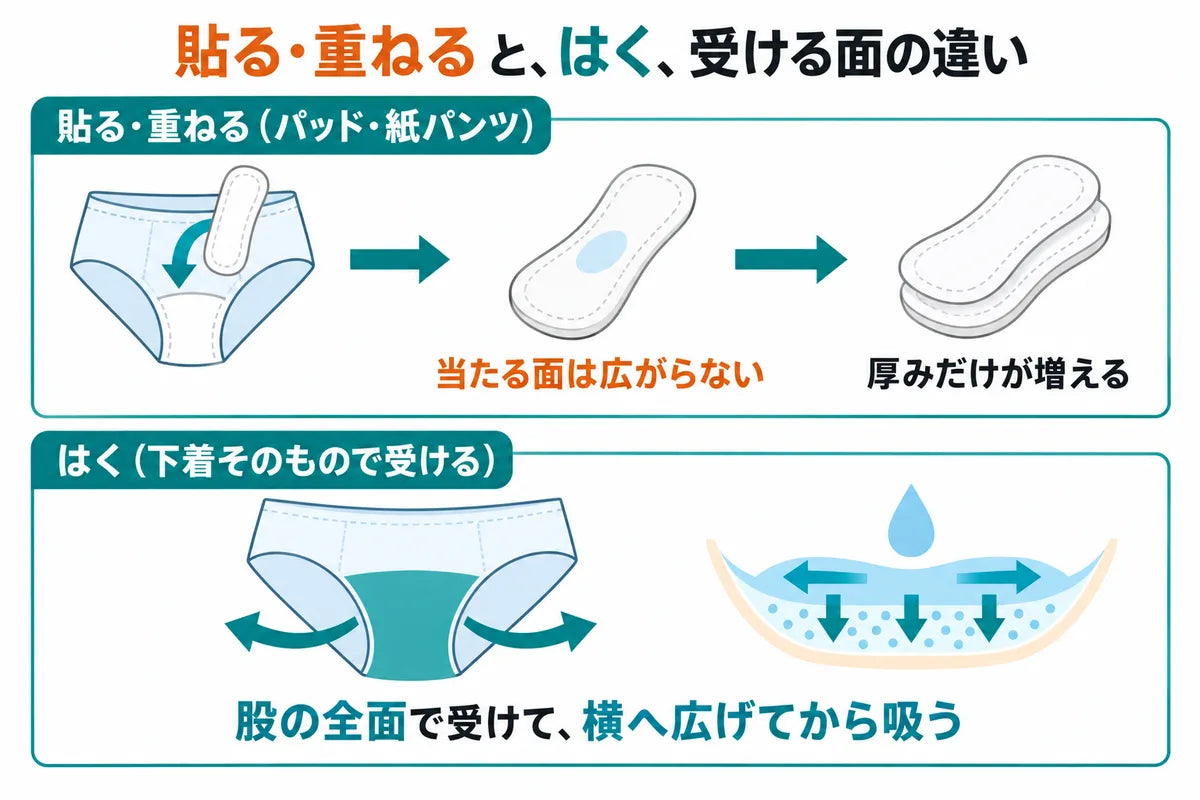 貼る・重ねると、はく、受ける面の違い
貼る・重ねる（パッド・紙パンツ）
当たる面は広がらない
厚みだけが増える
はく（下着そのもので受ける）
股の全面で受けて、横へ広げてから吸う